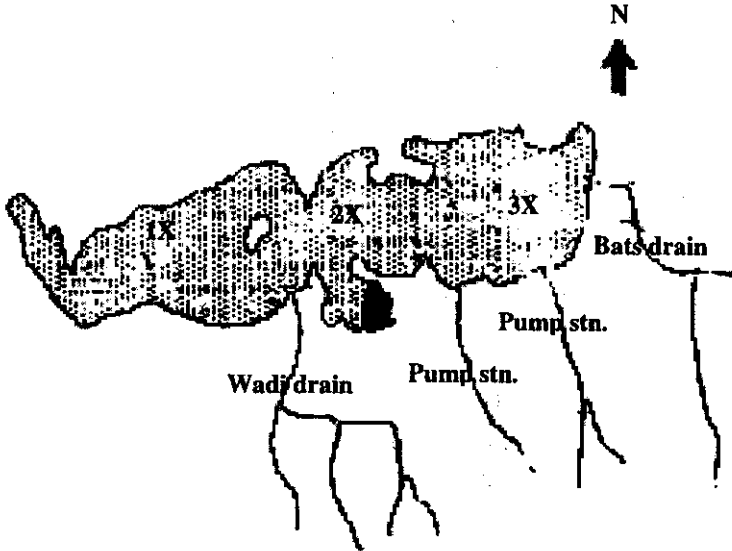 N
1X
2X
3X
Bats drain
Pump stn.
Pump stn.
Wadi drain